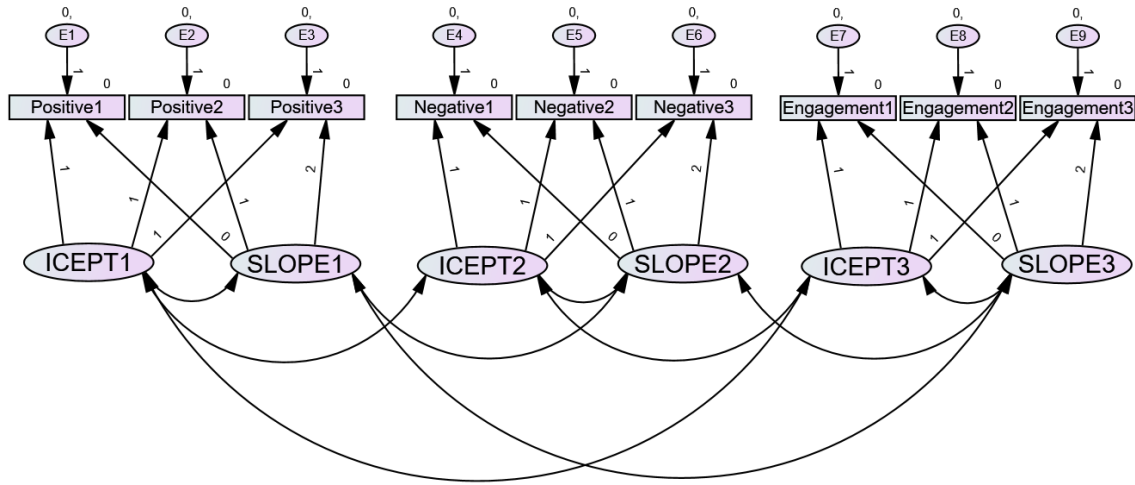 0, 0, 0, 0, 0, 0, 0, 0, 0,
E1 E2 E3 E4 E5 E6 E7 E8 E9
1 1 1 1 1 1 1 1 1
0 0 0 0 0 0 0 0 0
Positive1 Positive2 Positive3 Negative1 Negative2 Negative3 Engagement1 Engagement2 Engagement3
1 1 1 0 1 2 1 1 1 0 1 2 1 1 1 0 1 2
ICEPT1 SLOPE1 ICEPT2 SLOPE2 ICEPT3 SLOPE3